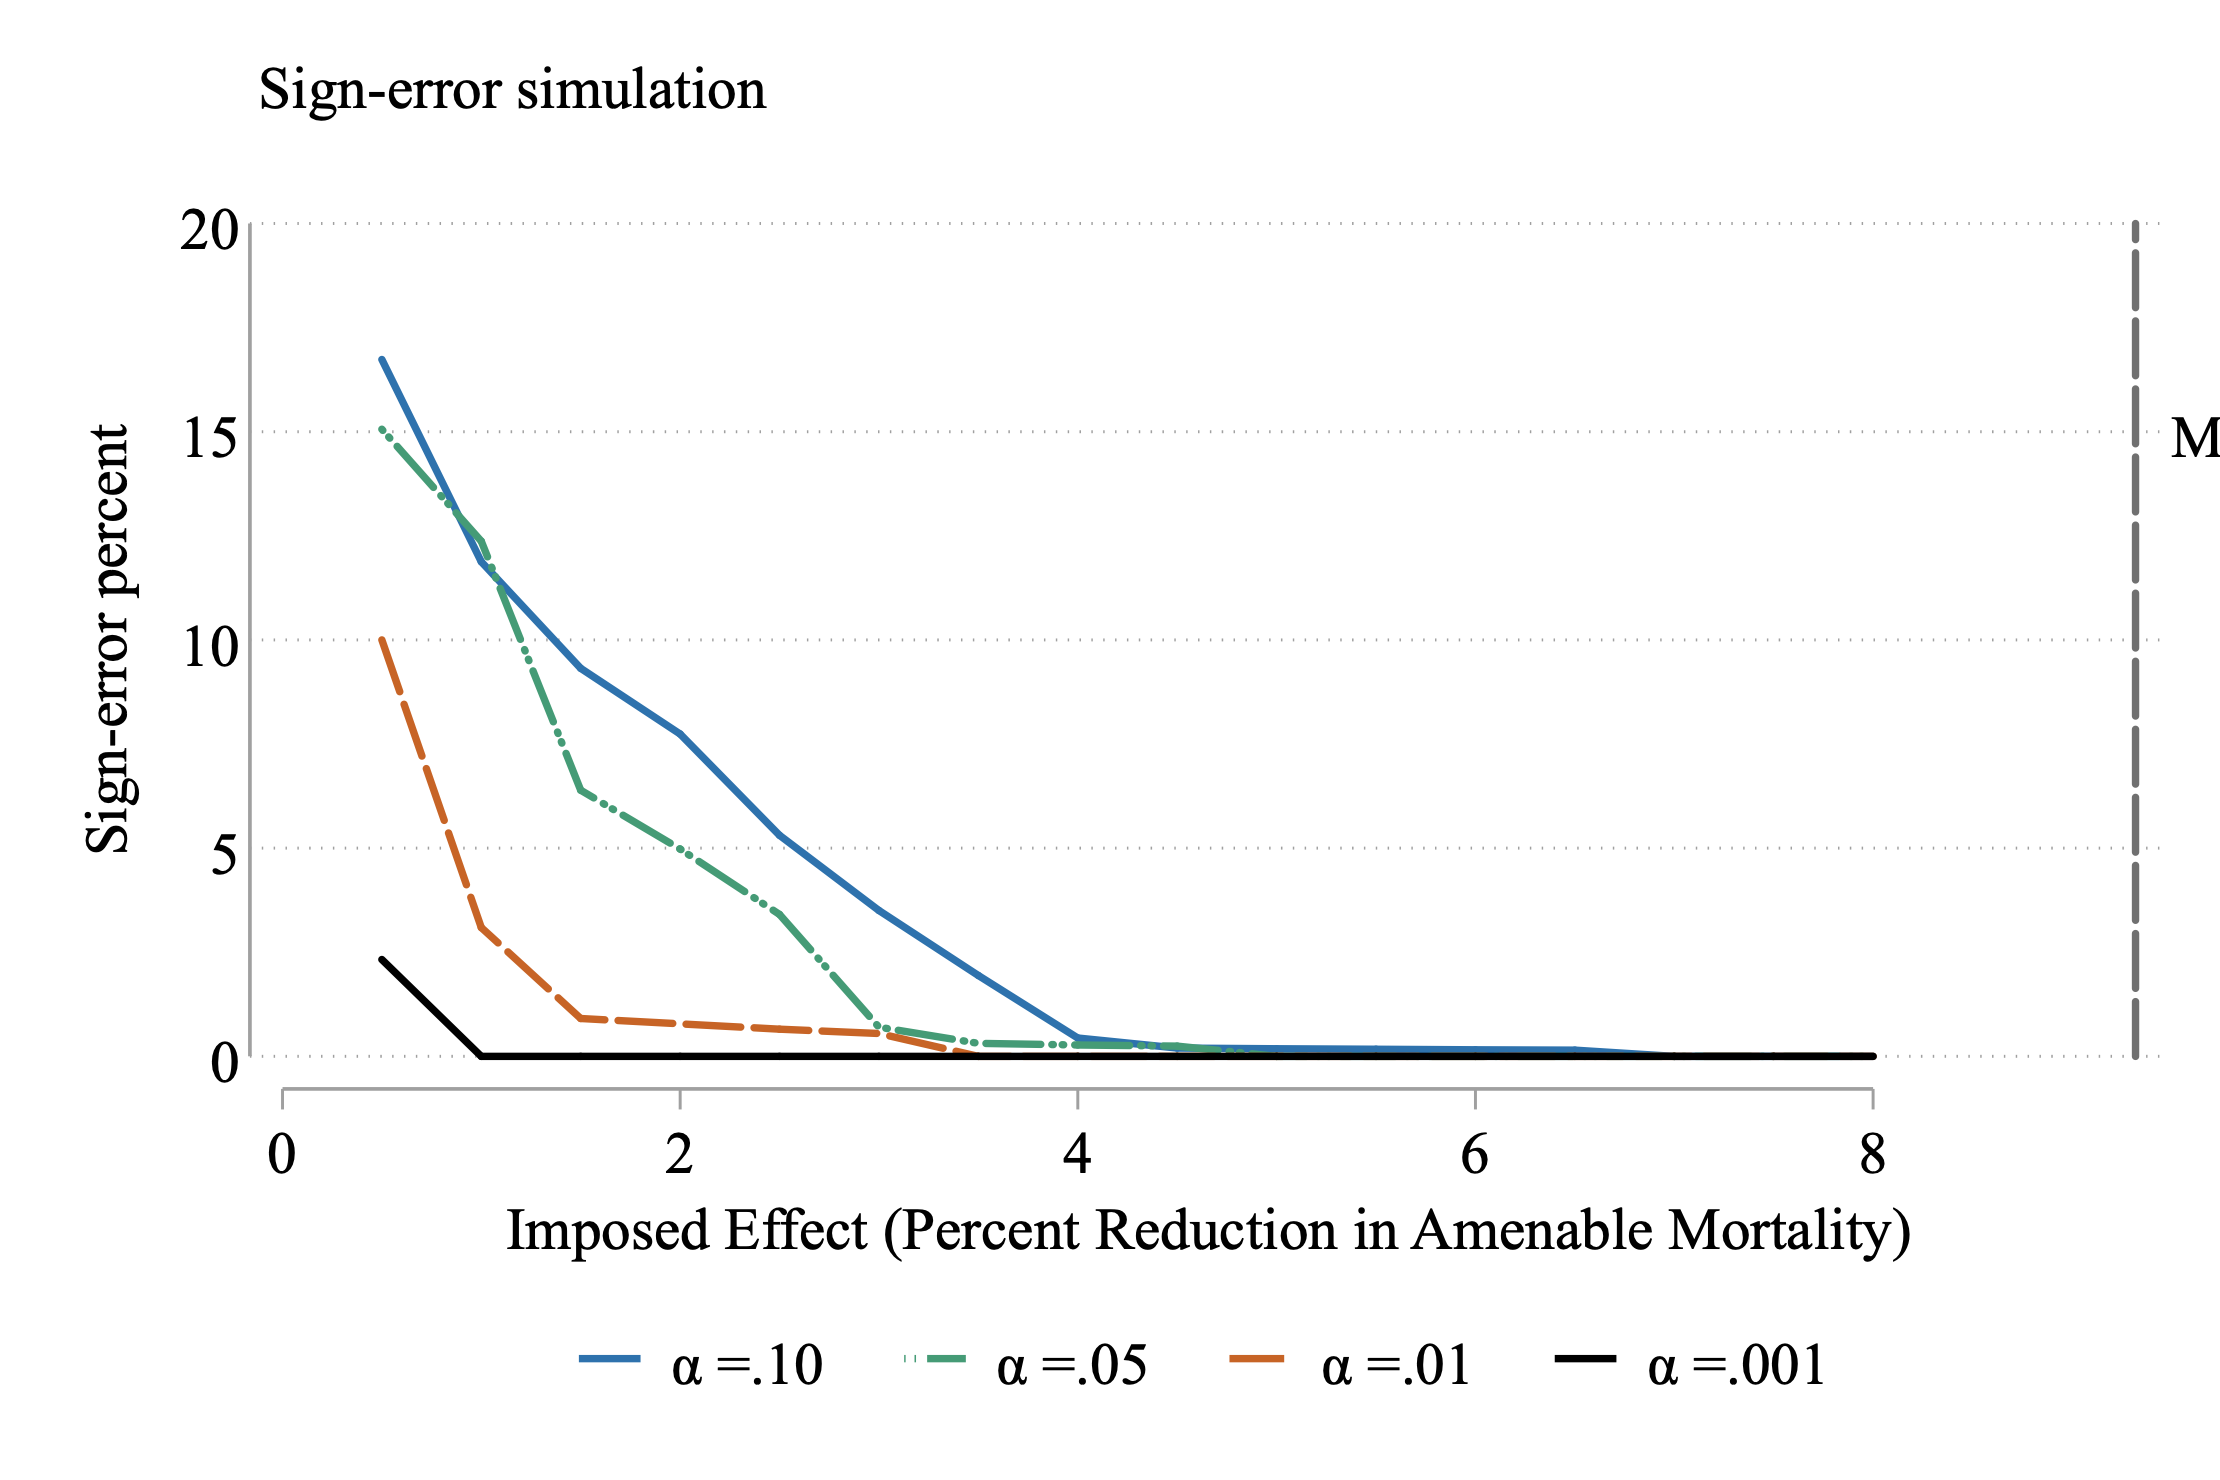 Sign-error simulation
20
15
10
5
0
Sign-error percent
M
0 2 4 6 8
Imposed Effect (Percent Reduction in Amenable Mortality)
α =.10 α =.05 α =.01 α =.001